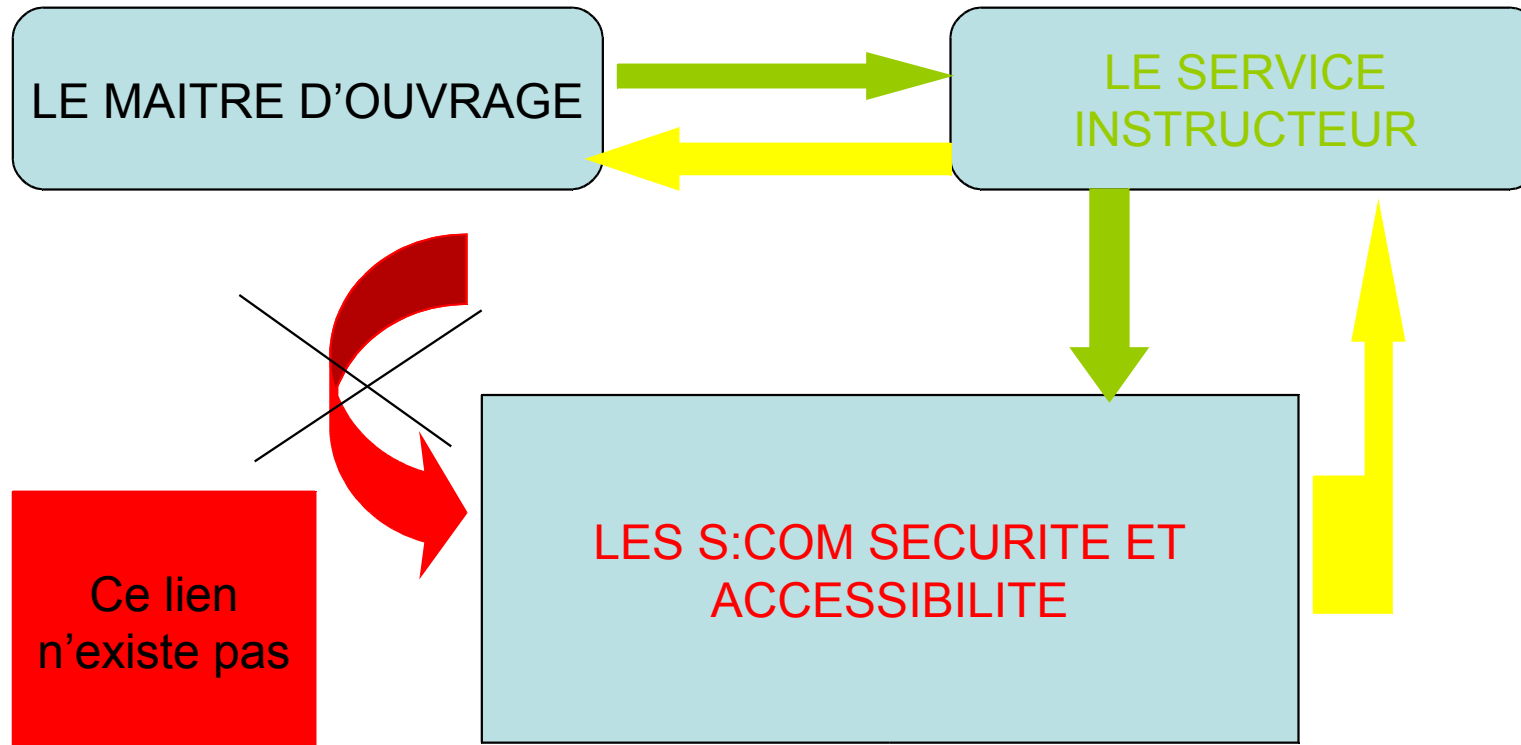 LE MAITRE D’OUVRAGE
LE SERVICE
INSTRUCTEUR
LES S:COM SECURITE ET
ACCESSIBILITE
Ce lien
n’existe pas